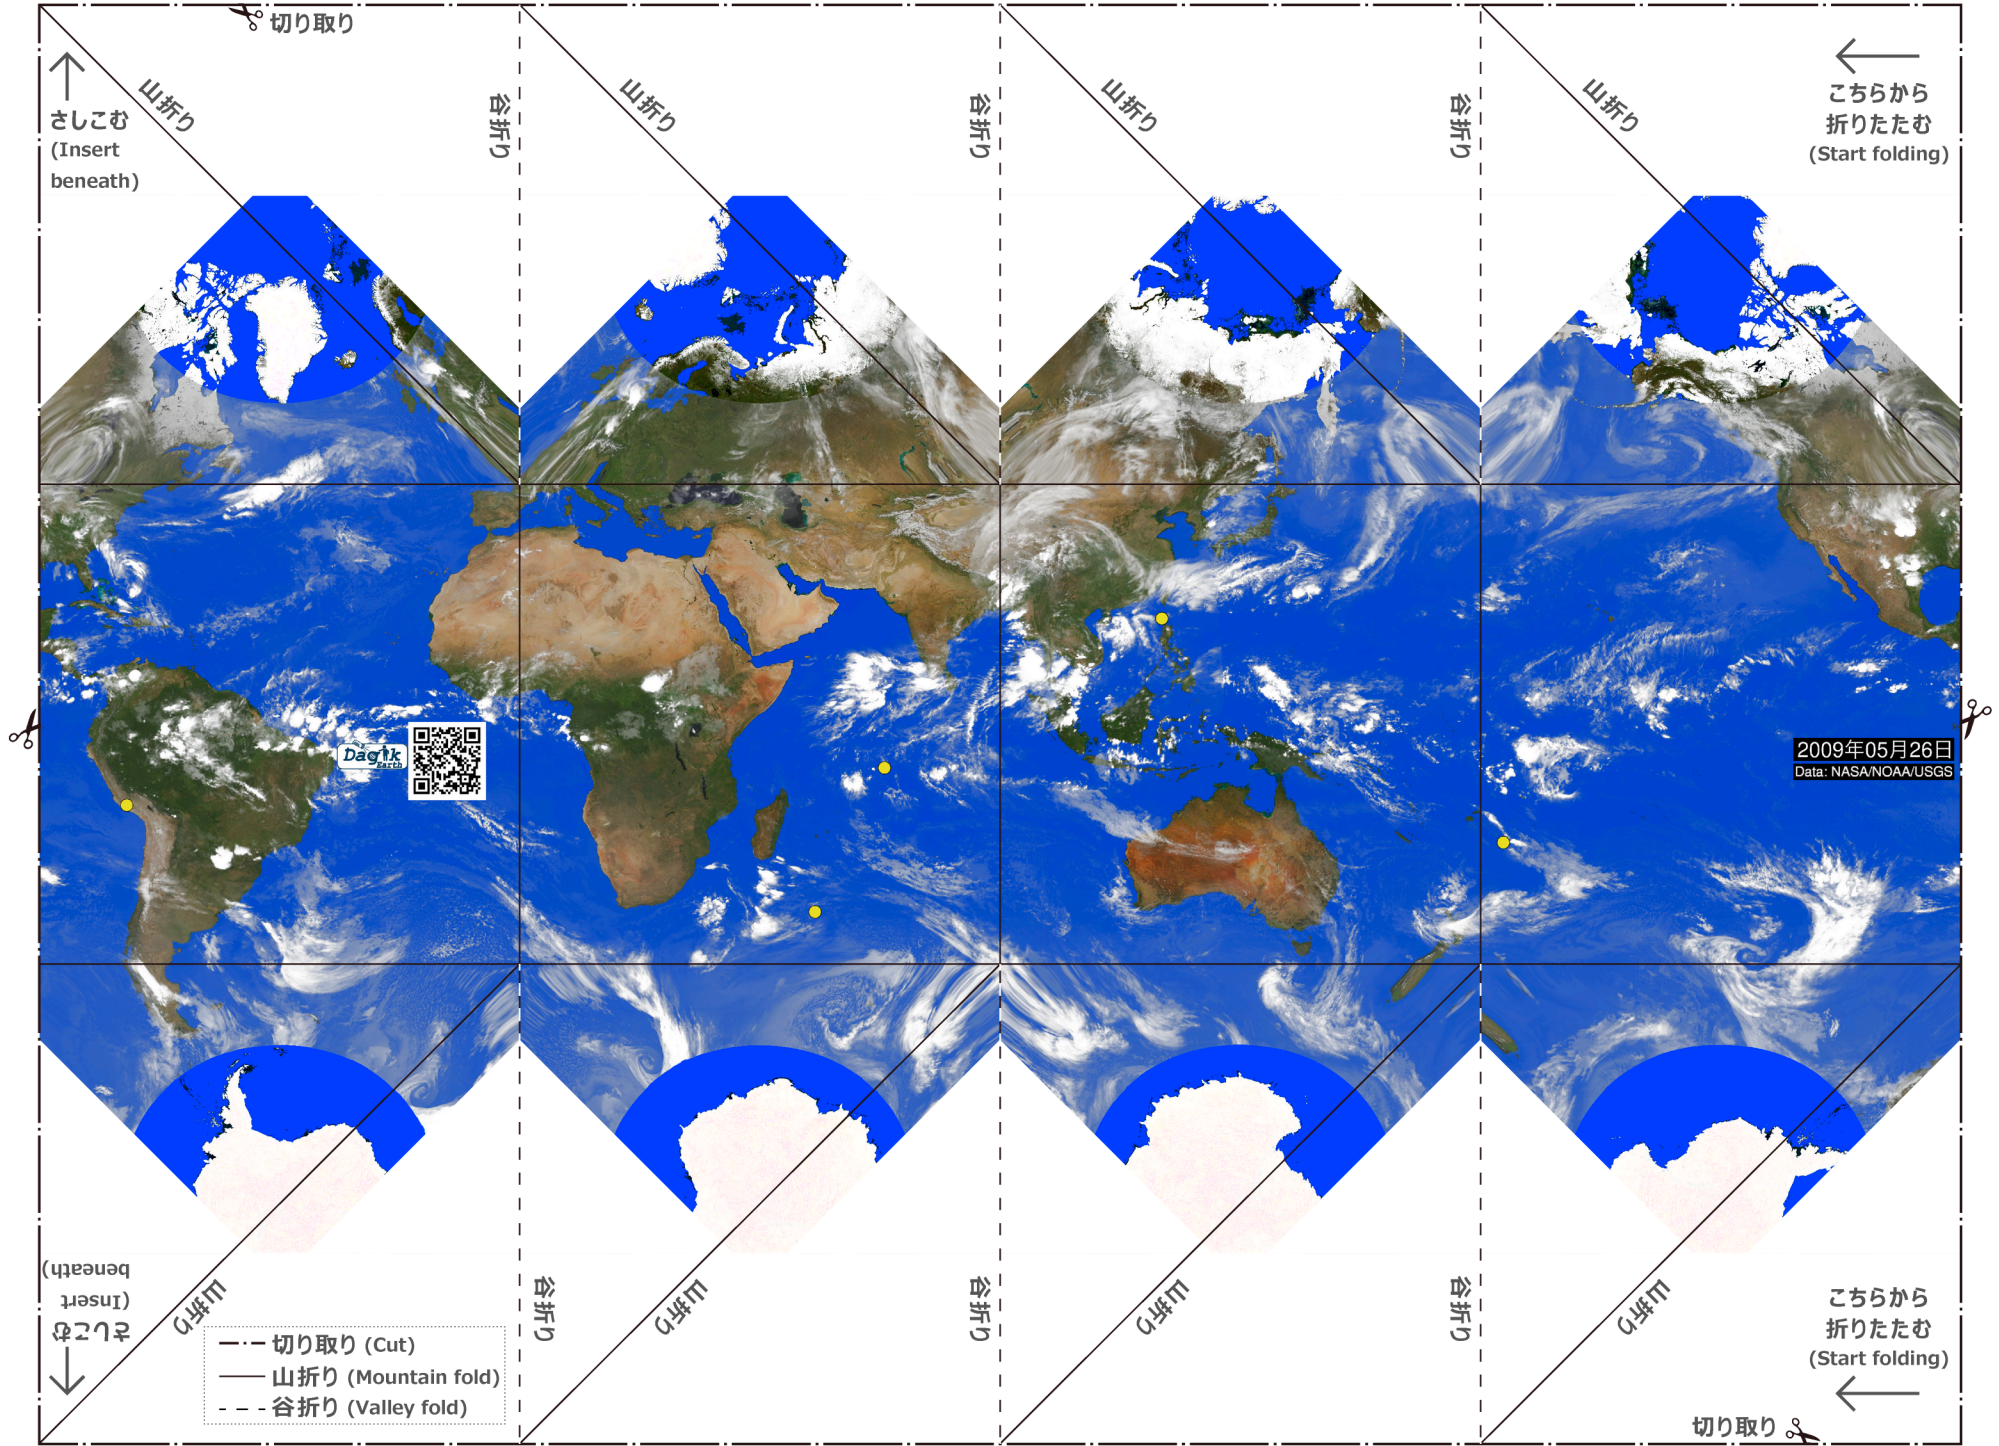 切り取り
さしこむ
(Insert
beneath)
山折り
谷折り
山折り
谷折り
山折り
谷折り
山折り
こちらから
折りたたむ
(Start folding)
Dagik
Earth
2009年05月26日
Data: NASA/NOAA/USGS
さしこむ
(Insert
beneath)
山折り
谷折り
山折り
谷折り
山折り
谷折り
山折り
こちらから
折りたたむ
(Start folding)
切り取り (Cut)
山折り (Mountain fold)
谷折り (Valley fold)
切り取り